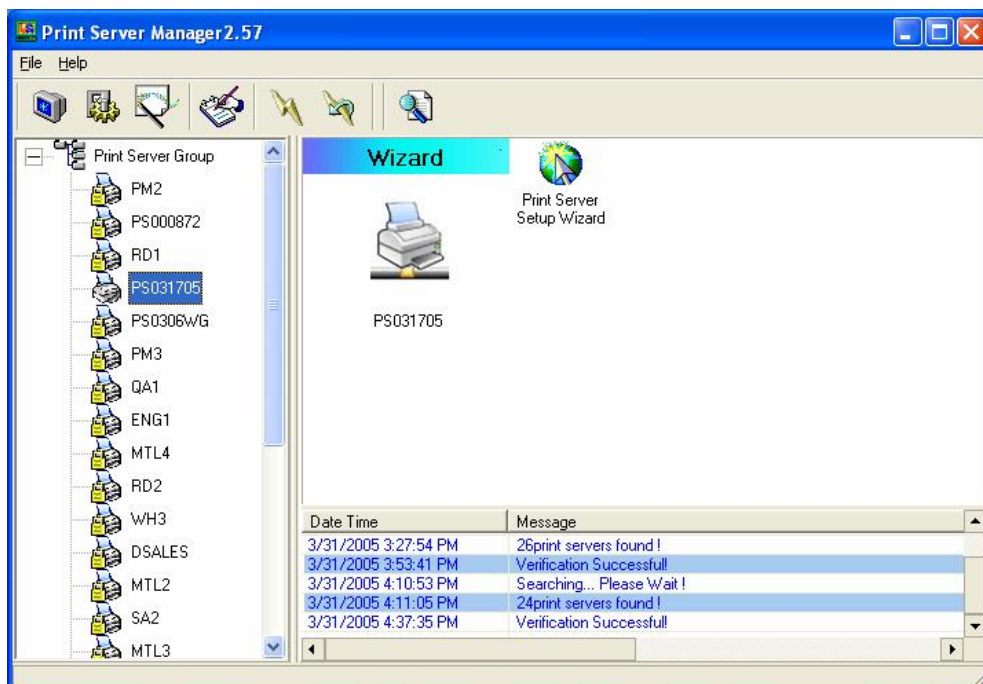 Print Server Manager2.57
File Help
Print Server Group
PM2
PS000872
RD1
PS031705
PS0306WG
PM3
QA1
ENG1
MTL4
RD2
WH3
DSALES
MTL2
SA2
MTL3
Wizard
PS031705
Print Server
Setup Wizard
Date Time Message
3/31/2005 3:27:54 PM 26print servers found !
3/31/2005 3:53:41 PM Verification Successful!
3/31/2005 4:10:53 PM Searching... Please Wait !
3/31/2005 4:11:05 PM 24print servers found !
3/31/2005 4:37:35 PM Verification Successful!